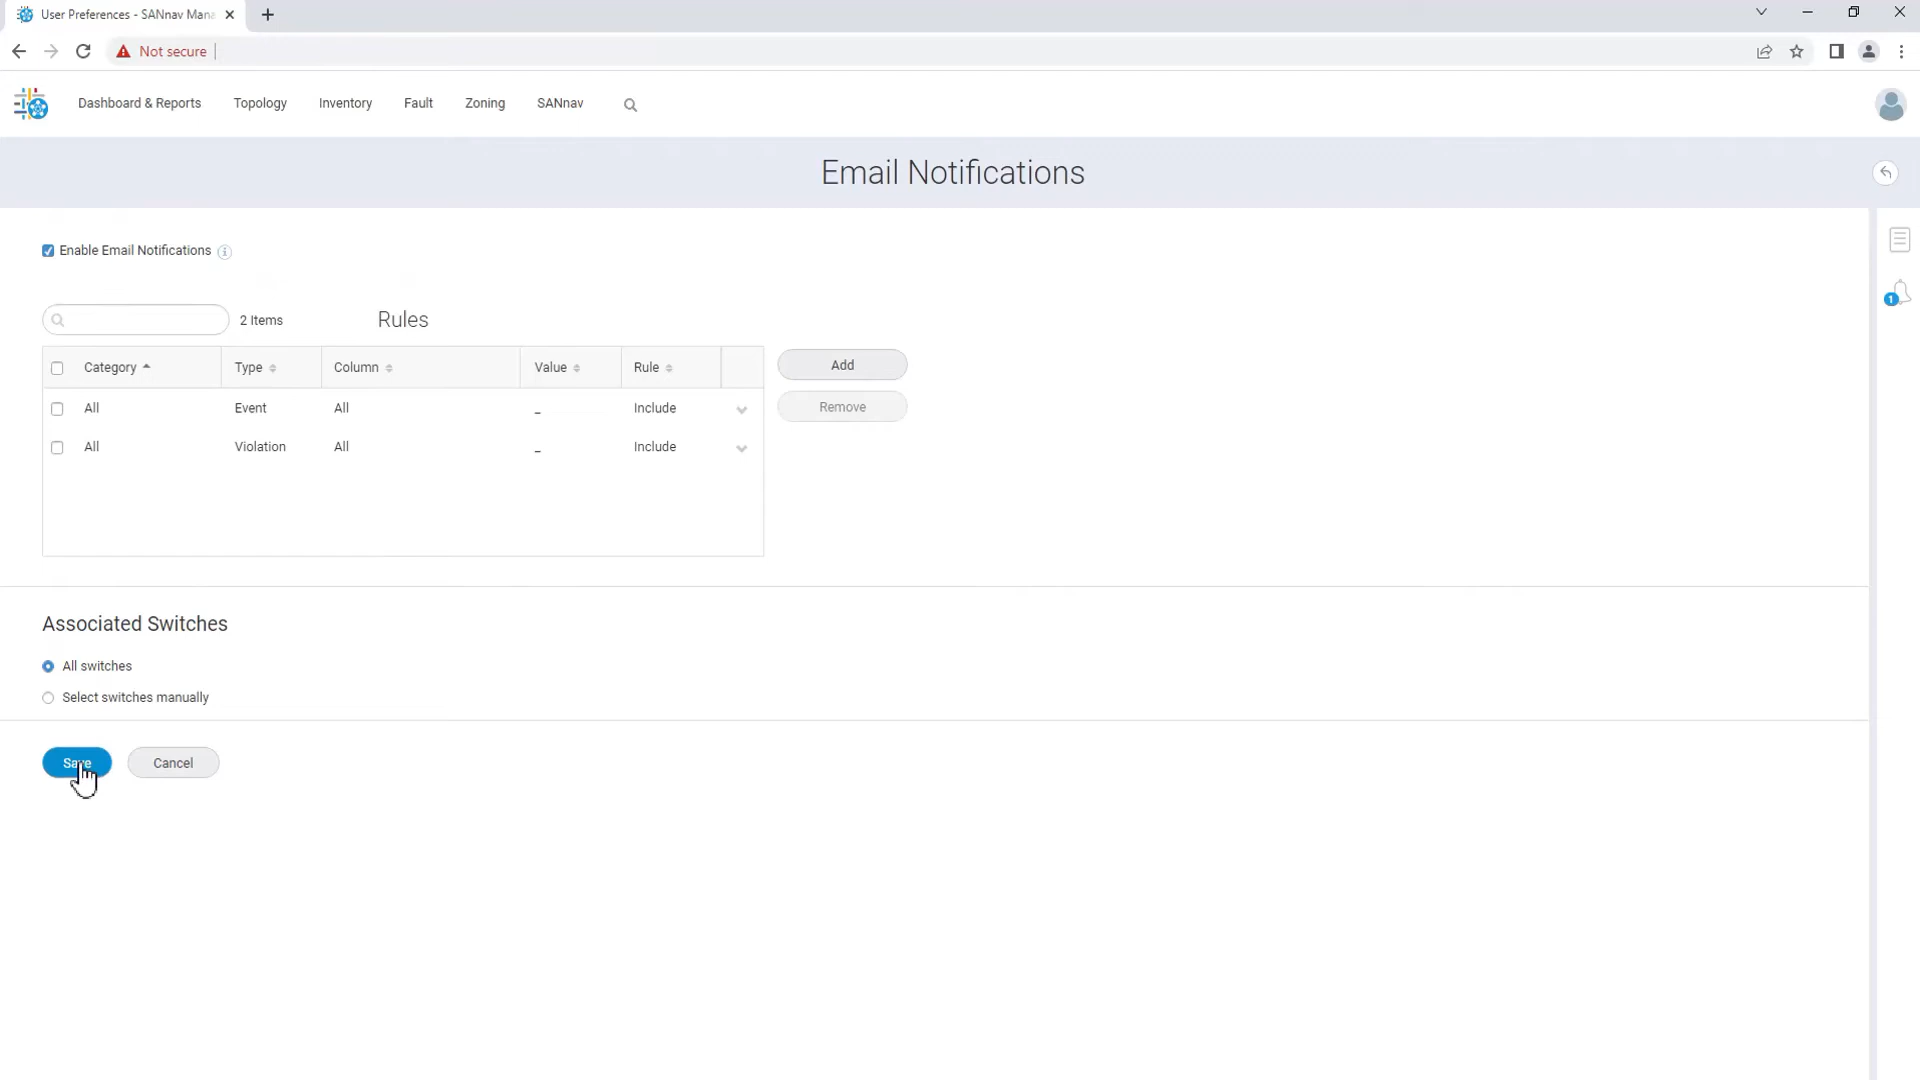 User Preferences - SANnav Mana
Not secure
Dashboard & Reports Topology Inventory Fault Zoning SANnav
Email Notifications
Enable Email Notifications
1
2 Items Rules
Category Type Column Value Rule
Add
All Event All _ Include
Remove
All Violation All _ Include
Associated Switches
All switches
Select switches manually
Save Cancel